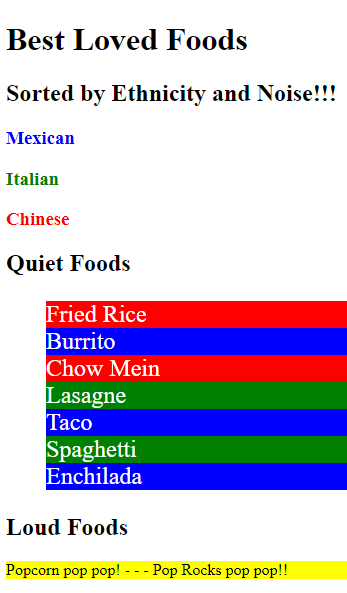 Best Loved Foods
Sorted by Ethnicity and Noise!!!
Mexican
Italian
Chinese
Quiet Foods
Fried Rice
Burrito
Chow Mein
Lasagne
Taco
Spaghetti
Enchilada
Loud Foods
Popcorn pop pop! - - - Pop Rocks pop pop!!